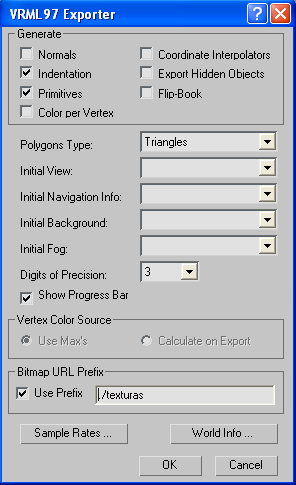 VRML97 Exporter
Generate
Normals
Coordinate Interpolators
Indentation
Export Hidden Objects
Primitives
Flip-Book
Color per Vertex
Polygons Type:
Triangles
Initial View:
Initial Navigation Info:
Initial Background:
Initial Fog:
Digits of Precision:
3
Show Progress Bar
Vertex Color Source
Use Max's
Calculate on Export
Bitmap URL Prefix
Use Prefix
./texturas
Sample Rates ...
World Info ...
OK
Cancel